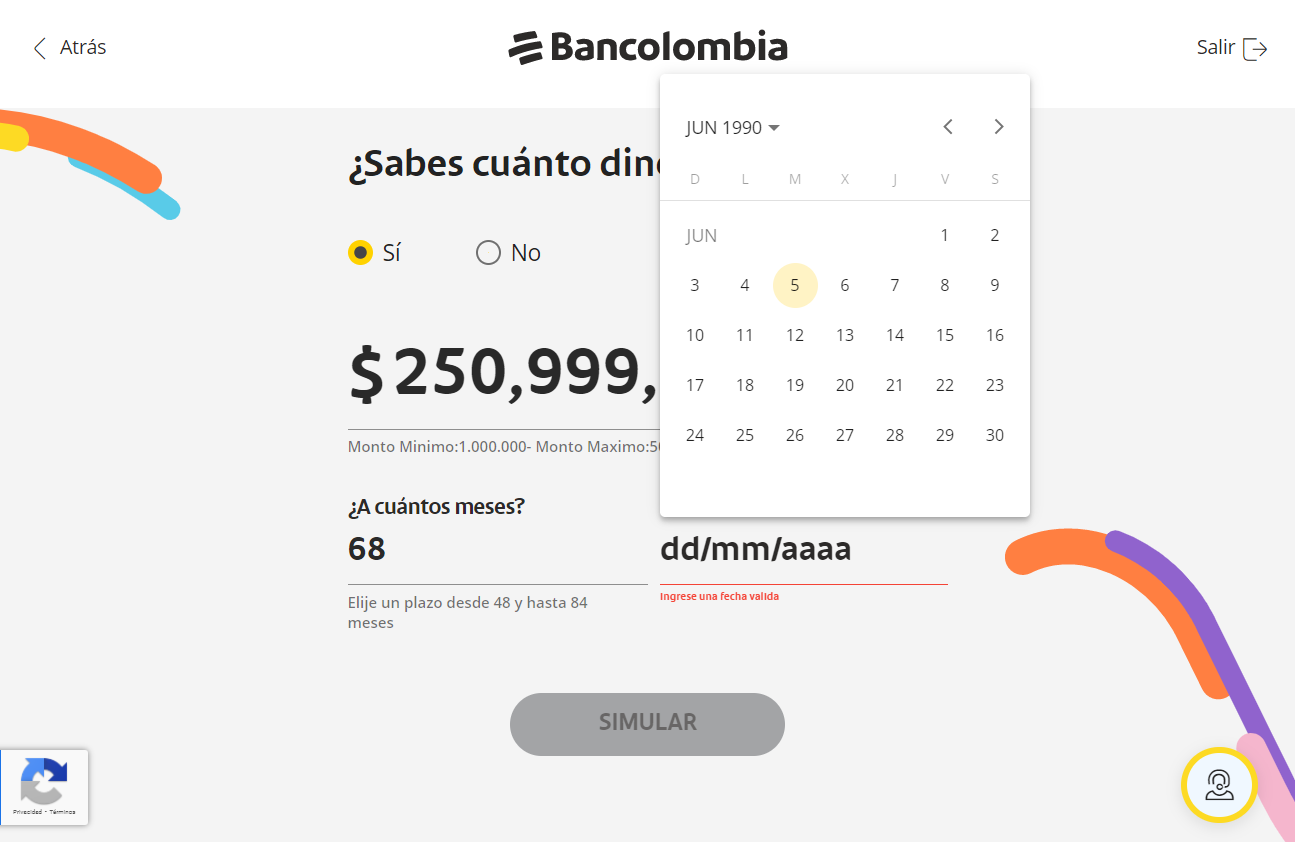 Atrás
Bancolombia
Salir
¿Sabes cuánto
Sí
No
$250,999,
Monto Minimo:1.000.000- Monto Maximo:
JUN 1990
D L M X J V S
JUN 1 2
3 4 5 6 7 8 9
10 11 12 13 14 15 16
17 18 19 20 21 22 23
24 25 26 27 28 29 30
¿A cuántos meses?
68
Elije un plazo desde 48 y hasta 84
meses
dd/mm/aaaa
Ingrese una fecha valida
SIMULAR
Privacidad - Términos